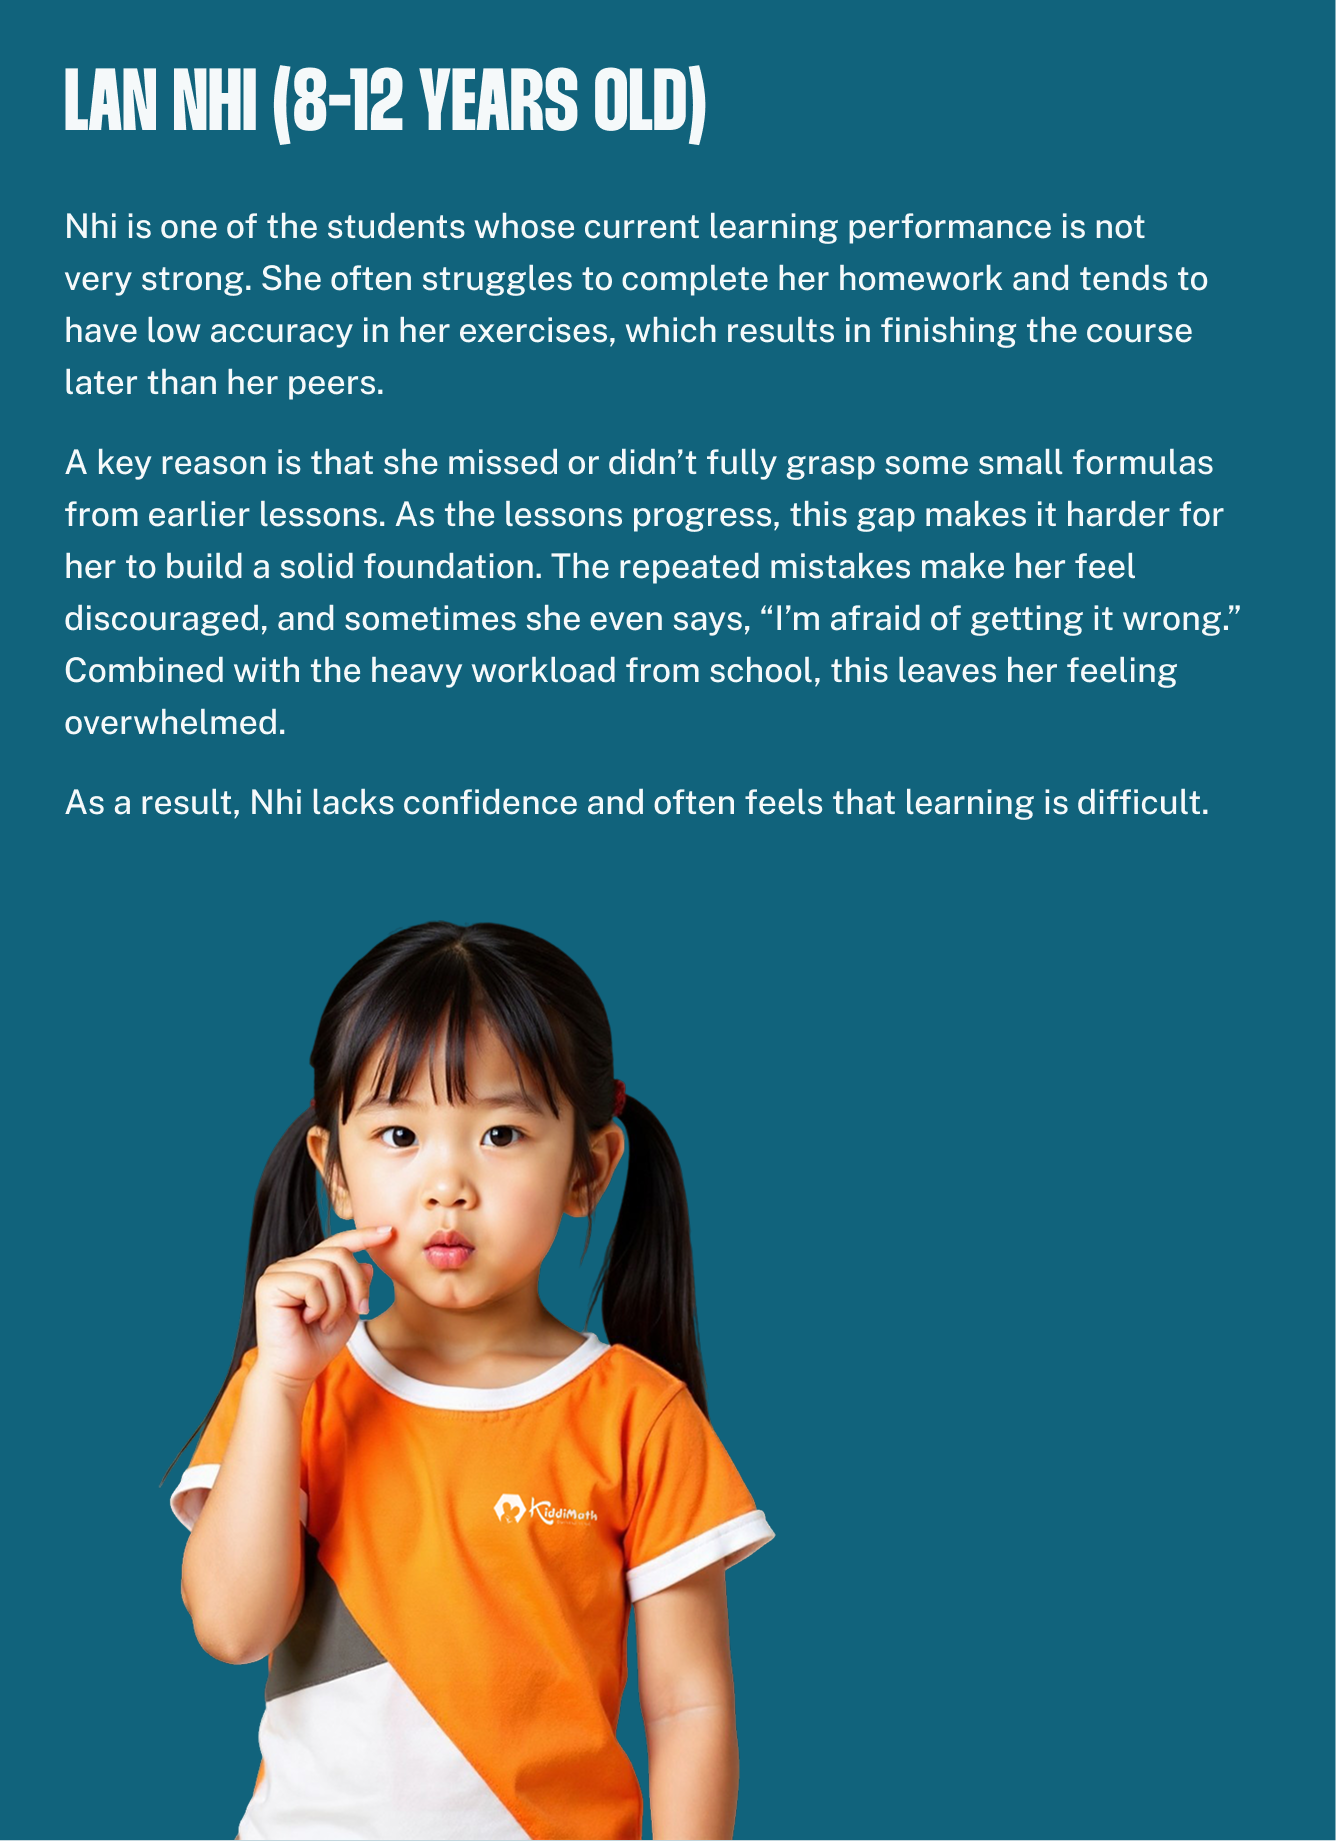 LAN NHI (8-12 YEARS OLD)
Nhi is one of the students whose current learning performance is not
very strong. She often struggles to complete her homework and tends to
have low accuracy in her exercises, which results in finishing the course
later than her peers.
A key reason is that she missed or didn’t fully grasp some small formulas
from earlier lessons. As the lessons progress, this gap makes it harder for
her to build a solid foundation. The repeated mistakes make her feel
discouraged, and sometimes she even says, “I’m afraid of getting it wrong.”
Combined with the heavy workload from school, this leaves her feeling
overwhelmed.
As a result, Nhi lacks confidence and often feels that learning is difficult.
KiddiMath